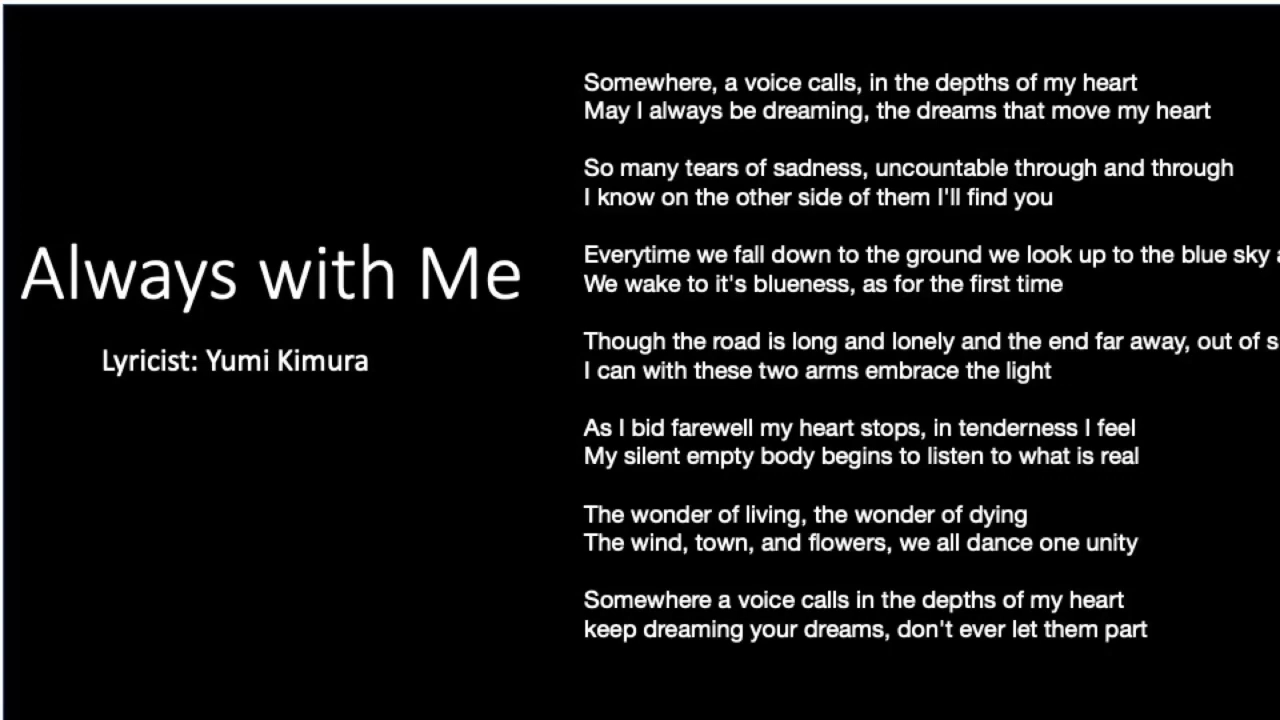 Always with Me
Lyricist: Yumi Kimura
Somewhere, a voice calls, in the depths of my heart
May I always be dreaming, the dreams that move my heart
So many tears of sadness, uncountable through and through
I know on the other side of them I'll find you
Everytime we fall down to the ground we look up to the blue sky
We wake to it's blueness, as for the first time
Though the road is long and lonely and the end far away, out of
I can with these two arms embrace the light
As I bid farewell my heart stops, in tenderness I feel
My silent empty body begins to listen to what is real
The wonder of living, the wonder of dying
The wind, town, and flowers, we all dance one unity
Somewhere a voice calls in the depths of my heart
keep dreaming your dreams, don't ever let them part